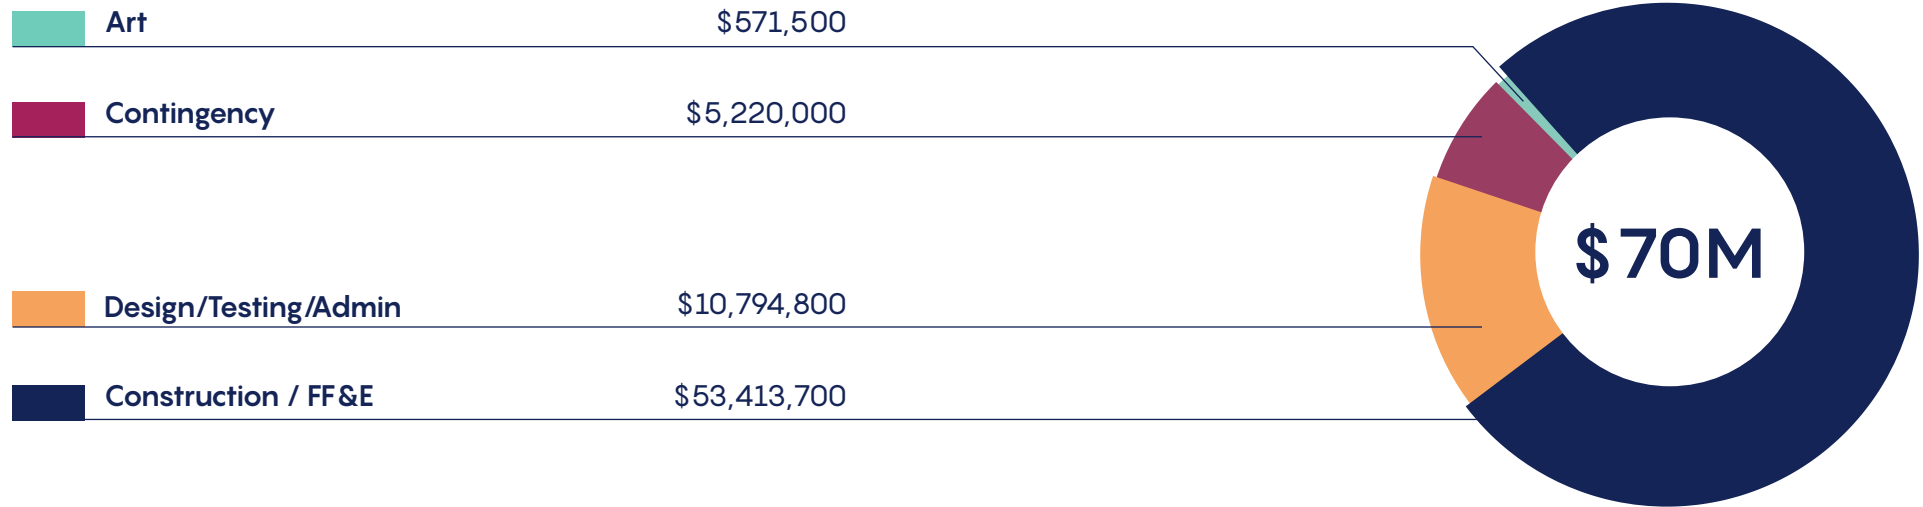 Art $571,500
Contingency $5,220,000
Design/Testing/Admin $10,794,800
Construction / FF&E $53,413,700
$70M